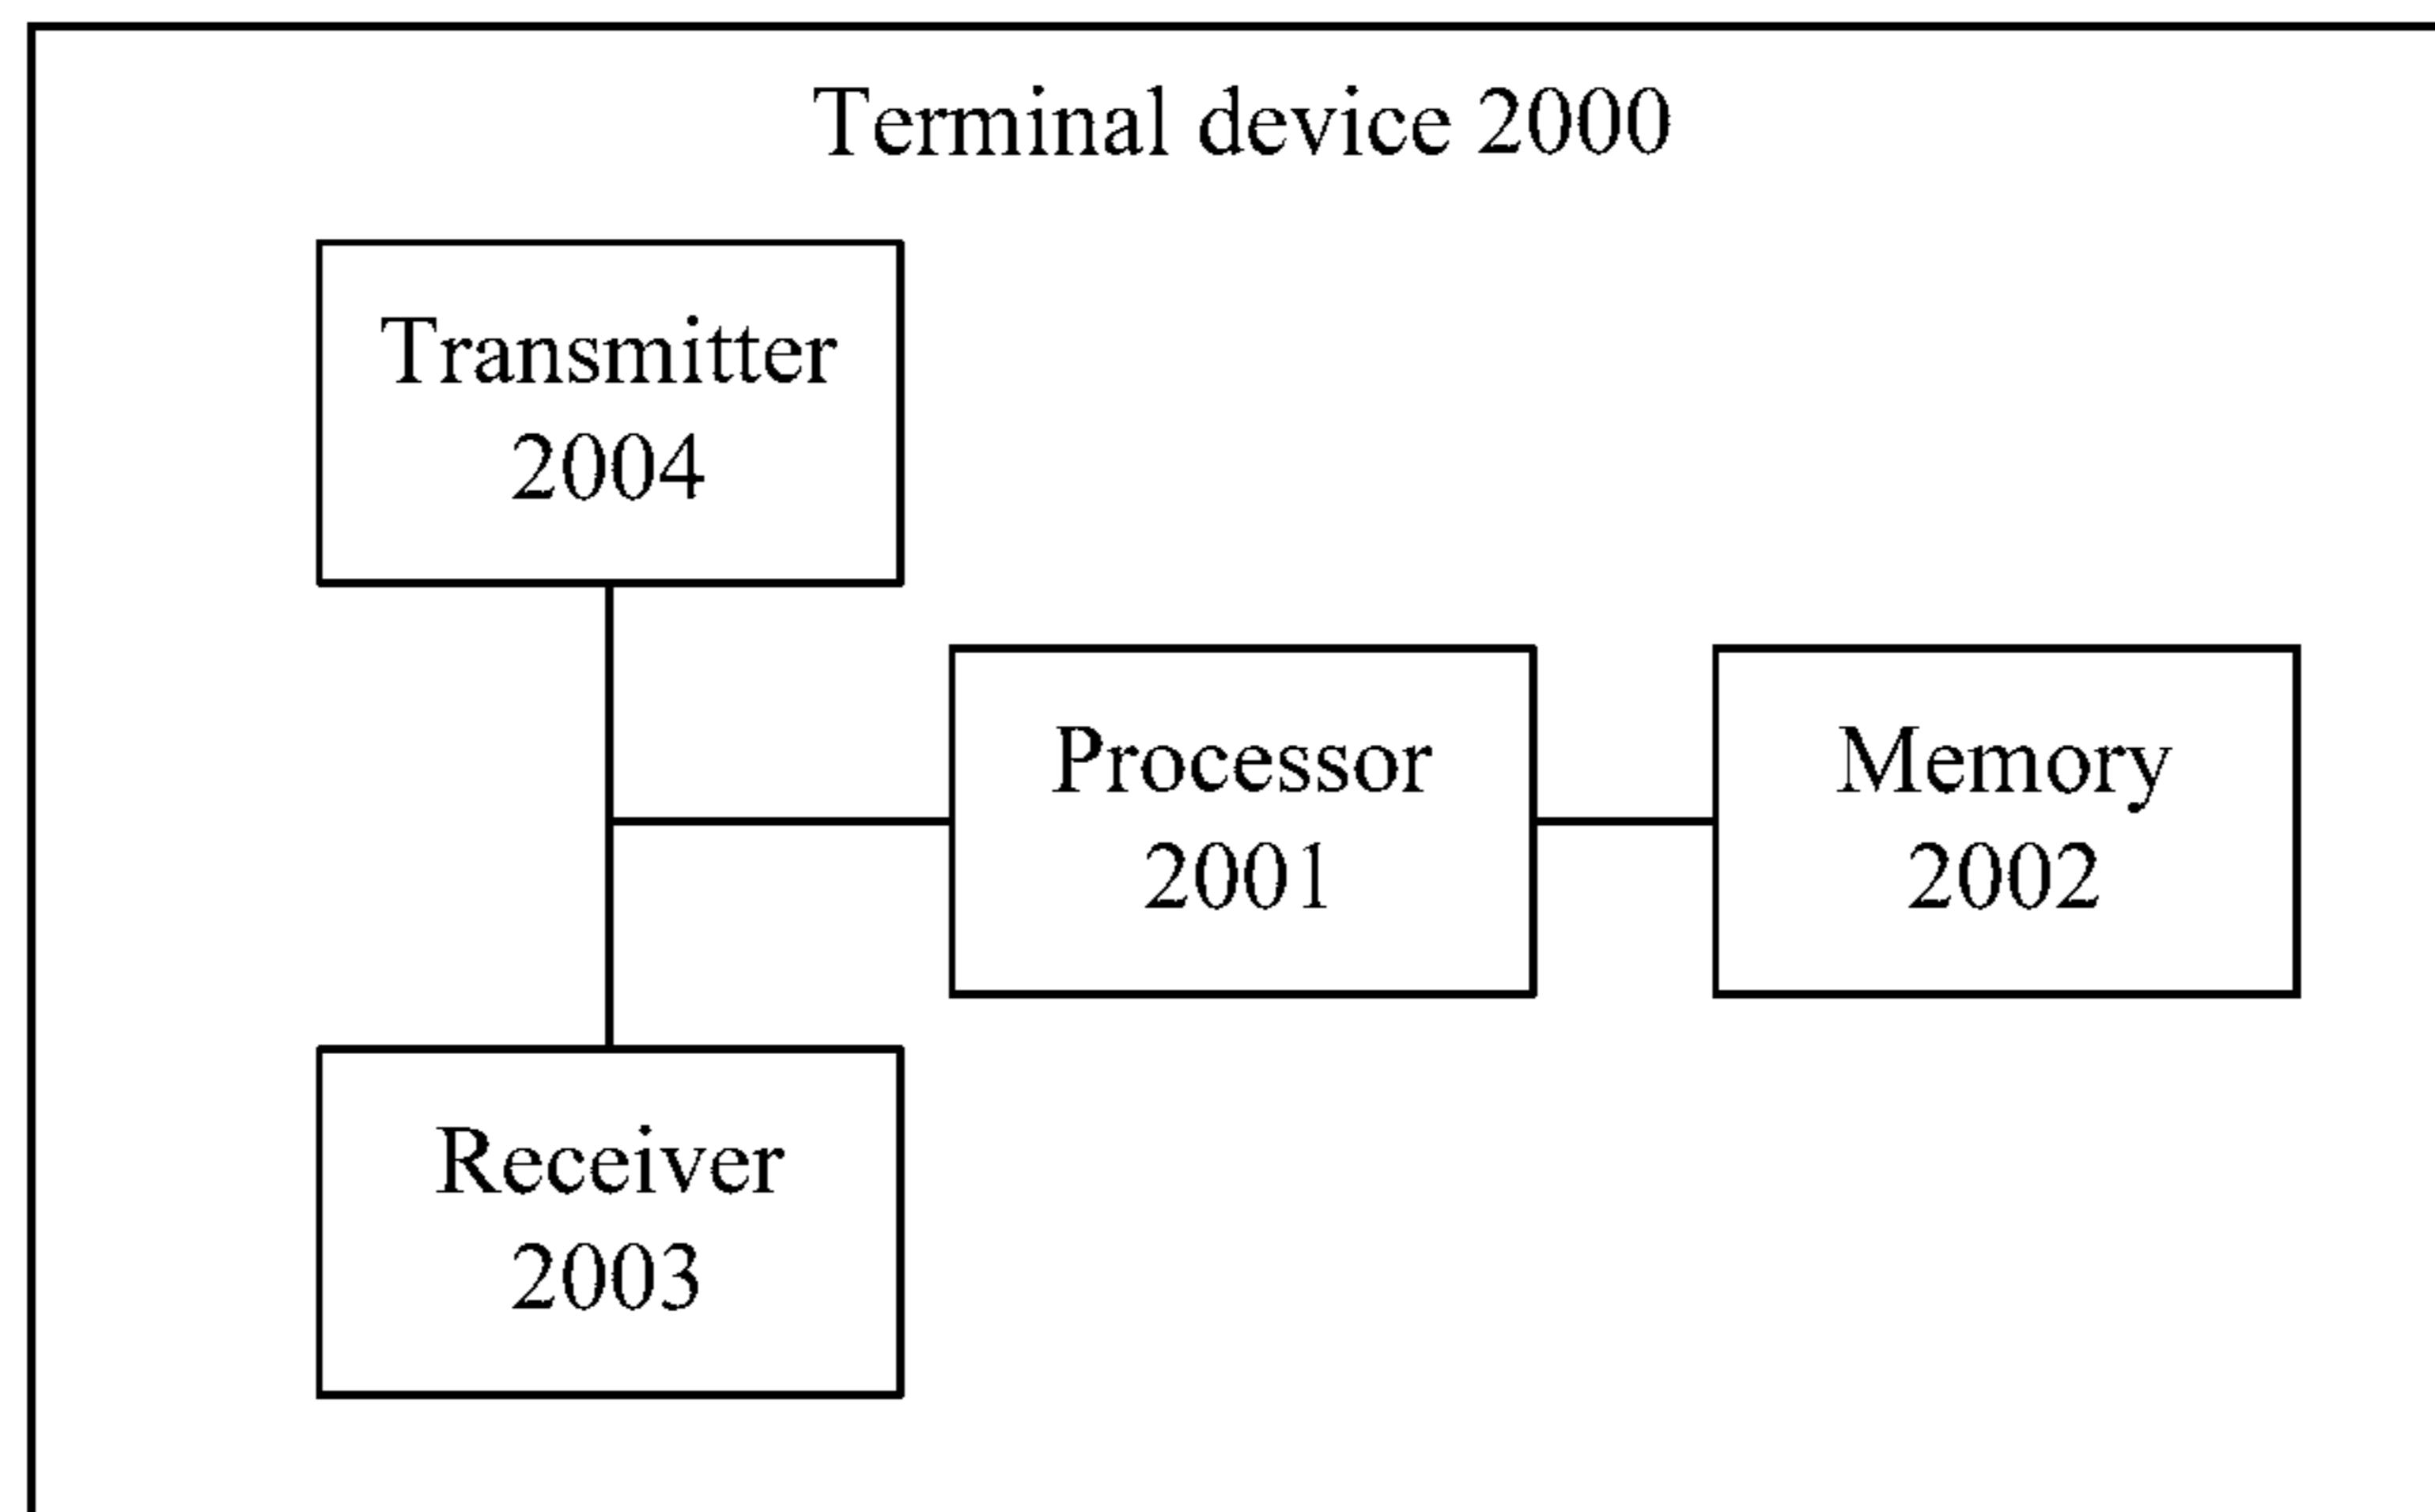 Terminal device 2000
Transmitter
2004
Processor
2001
Memory
2002
Receiver
2003